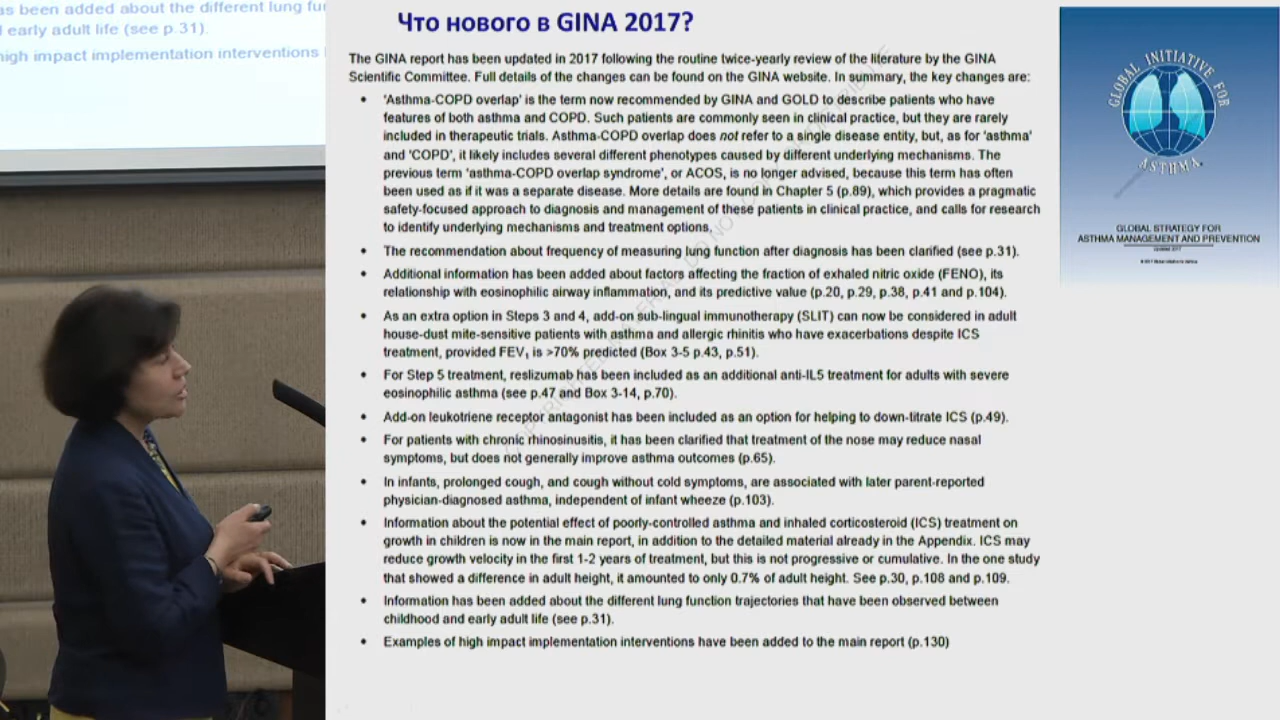 as been added about the different lung fu
l early adult life (see p.31).
high impact implementation interventions
Что нового в GINA 2017?
The GINA report has been updated in 2017 following the routine twice-yearly review of the literature by the GINA
Scientific Committee. Full details of the changes can be found on the GINA website. In summary, the key changes are:
• 'Asthma-COPD overlap' is the term now recommended by GINA and GOLD to describe patients who have
features of both asthma and COPD. Such patients are commonly seen in clinical practice, but they are rarely
included in therapeutic trials. Asthma-COPD overlap does not refer to a single disease entity, but, as for 'asthma'
and 'COPD', it likely includes several different phenotypes caused by different underlying mechanisms. The
previous term 'asthma-COPD overlap syndrome', or ACOS, is no longer advised, because this term has often
been used as if it was a separate disease. More details are found in Chapter 5 (p.89), which provides a pragmatic
safety-focused approach to diagnosis and management of these patients in clinical practice, and calls for research
to identify underlying mechanisms and treatment options.
• The recommendation about frequency of measuring lung function after diagnosis has been clarified (see p.31).
• Additional information has been added about factors affecting the fraction of exhaled nitric oxide (FENO), its
relationship with eosinophilic airway inflammation, and its predictive value (p.20, p.29, p.38, p.41 and p.104).
• As an extra option in Steps 3 and 4, add-on sub-lingual immunotherapy (SLIT) can now be considered in adult
house-dust mite-sensitive patients with asthma and allergic rhinitis who have exacerbations despite ICS
treatment, provided FEV₁ is >70% predicted (Box 3-5 p.43, p.51).
• For Step 5 treatment, reslizumab has been included as an additional anti-IL5 treatment for adults with severe
eosinophilic asthma (see p.47 and Box 3-14, p.70).
• Add-on leukotriene receptor antagonist has been included as an option for helping to down-titrate ICS (p.49).
• For patients with chronic rhinosinusitis, it has been clarified that treatment of the nose may reduce nasal
symptoms, but does not generally improve asthma outcomes (p.65).
• In infants, prolonged cough, and cough without cold symptoms, are associated with later parent-reported
physician-diagnosed asthma, independent of infant wheeze (p.103).
• Information about the potential effect of poorly-controlled asthma and inhaled corticosteroid (ICS) treatment on
growth in children is now in the main report, in addition to the detailed material already in the Appendix. ICS may
reduce growth velocity in the first 1-2 years of treatment, but this is not progressive or cumulative. In the one study
that showed a difference in adult height, it amounted to only 0.7% of adult height. See p.30, p.108 and p.109.
• Information has been added about the different lung function trajectories that have been observed between
childhood and early adult life (see p.31).
• Examples of high impact implementation interventions have been added to the main report (p.130)
GLOBAL INITIATIVE FOR
ASTHMA
GLOBAL STRATEGY FOR
ASTHMA MANAGEMENT AND PREVENTION